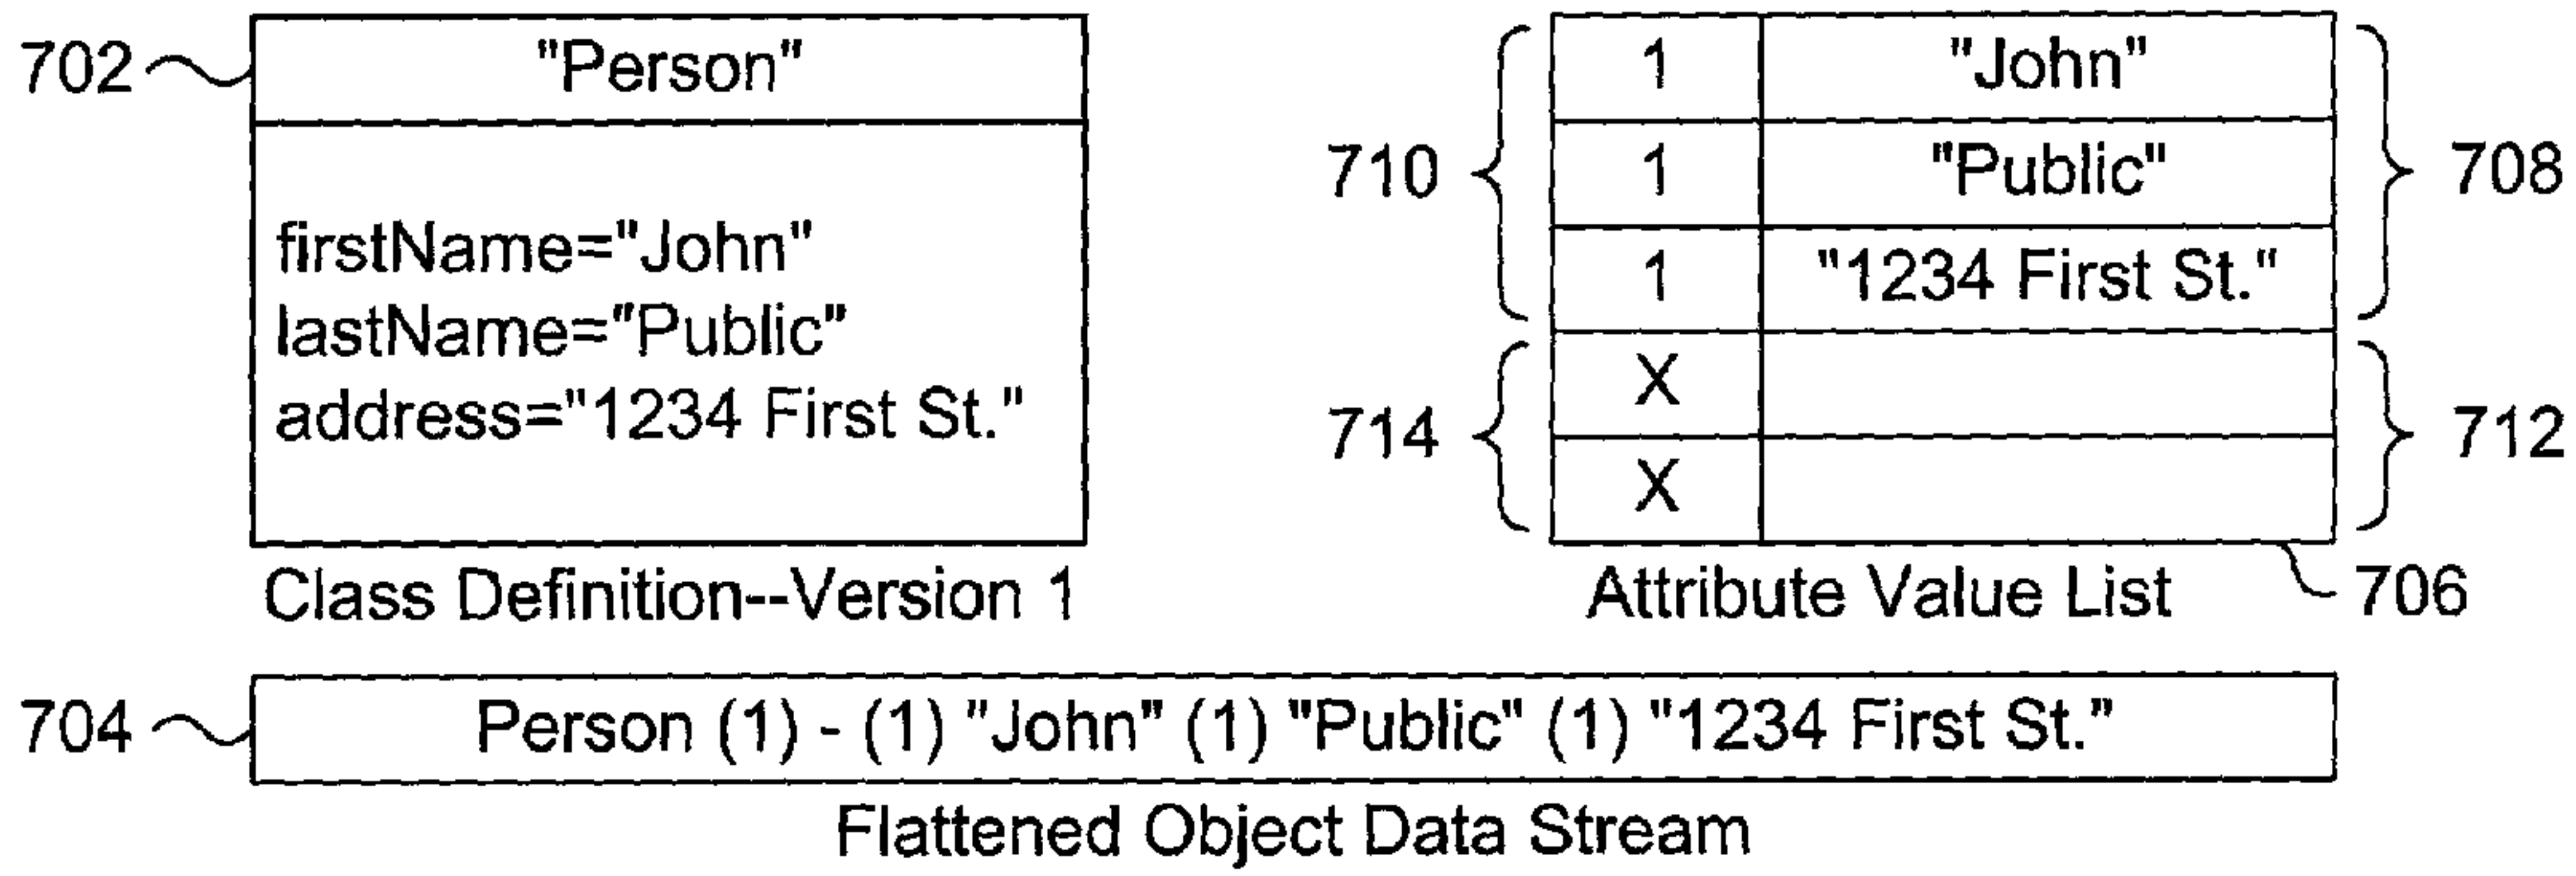 702
"Person"
firstName="John"
lastName="Public"
address="1234 First St."
Class Definition--Version 1
710
1 "John"
1 "Public"
1 "1234 First St."
708
714
X
X
712
Attribute Value List
706
704
Person (1) - (1) "John" (1) "Public" (1) "1234 First St."
Flattened Object Data Stream